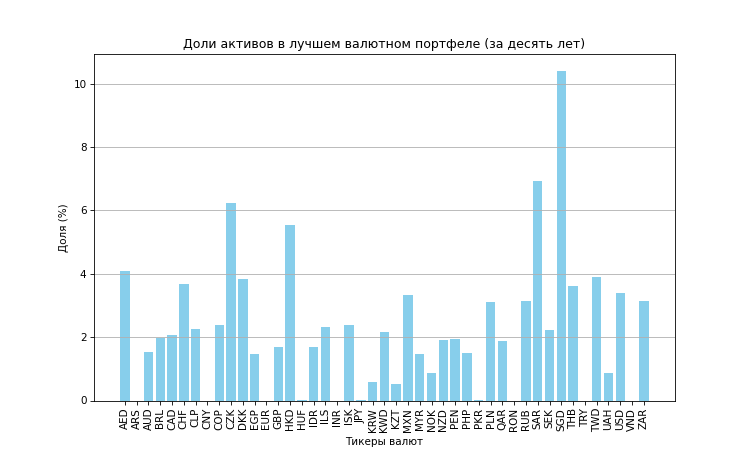 Доли активов в лучшем валютном портфеле (за десять лет)
Доля (%)
10
8
6
4
2
0
AED ARS AUD BRL CAD CHF CLP CNY COP CZK DKK EGP EUR GBP HKD HUF IDR ILS INR ISK JPY KRW KWD KZT MXN MYR NOK NZD PEN PHP PKR PLN QAR RON RUB SAR SEK SGD THB TRY TWD UAH USD VND ZAR
Тикеры валют